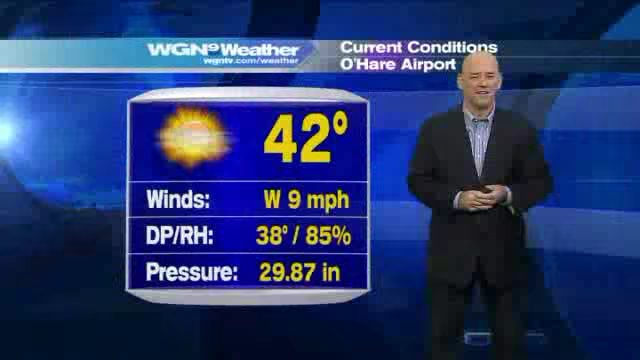 WGN9 Weather
wgntv.com/weather
Current Conditions
O'Hare Airport
42°
Winds: W 9 mph
DP/RH: 38° / 85%
Pressure: 29.87 in